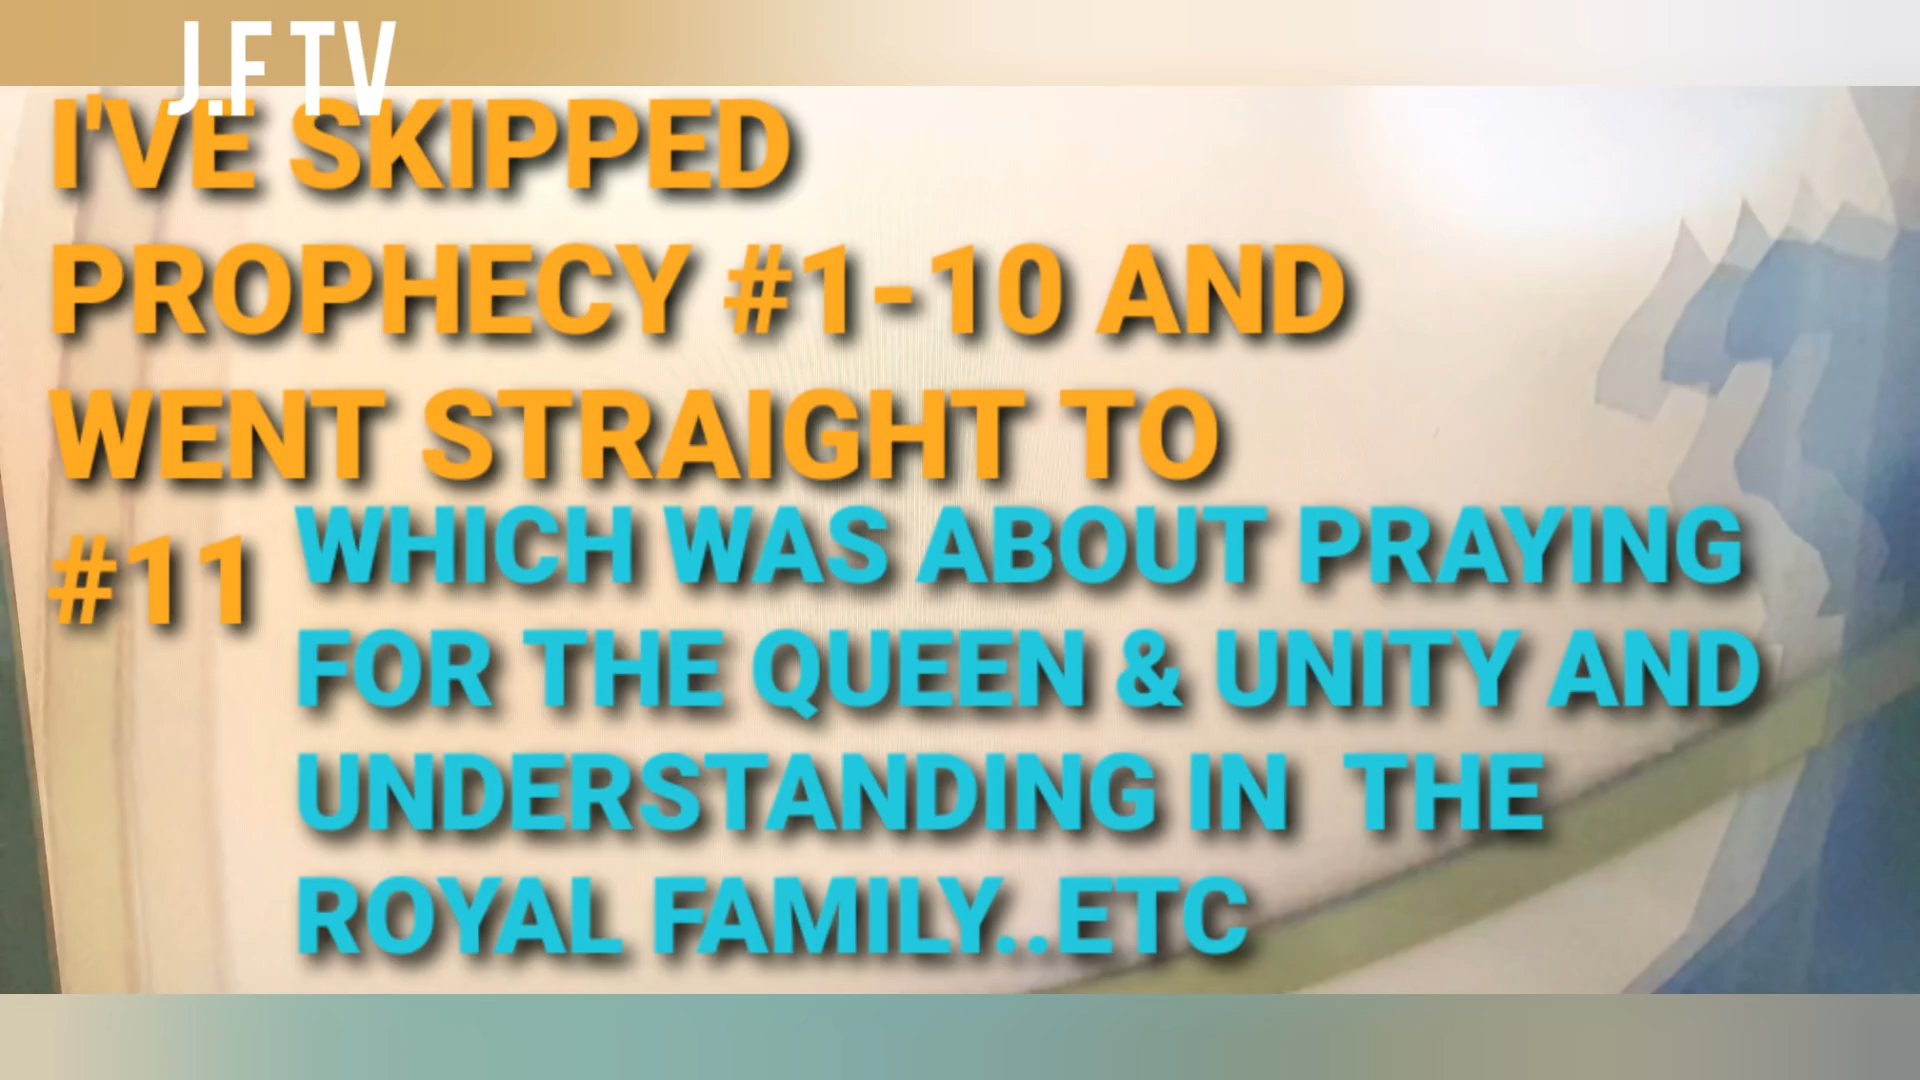 J.F TV
I'VE SKIPPED
PROPHECY #1-10 AND
WENT STRAIGHT TO
#11
WHICH WAS ABOUT PRAYING
FOR THE QUEEN & UNITY AND
UNDERSTANDING IN THE
ROYAL FAMILY..ETC